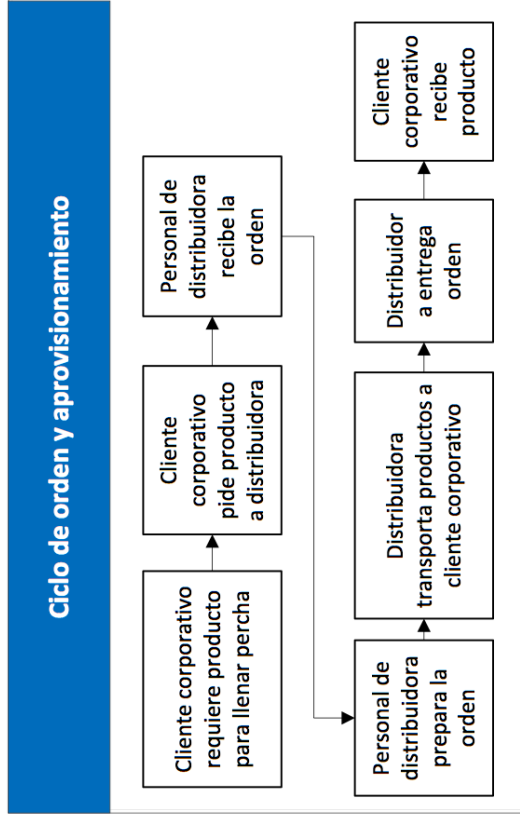 Ciclo de orden y aprovisionamiento
Cliente corporativo
requiere producto
para llenar percha
Cliente
corporativo
pide producto
a distribuidora
Personal de
distribuidora
recibe la
orden
Personal de
distribuidora
prepara la
orden
Distribuidora
transporta productos a
cliente corporativo
Distribuidor
a entrega
orden
Cliente
corporativo
recibe
producto